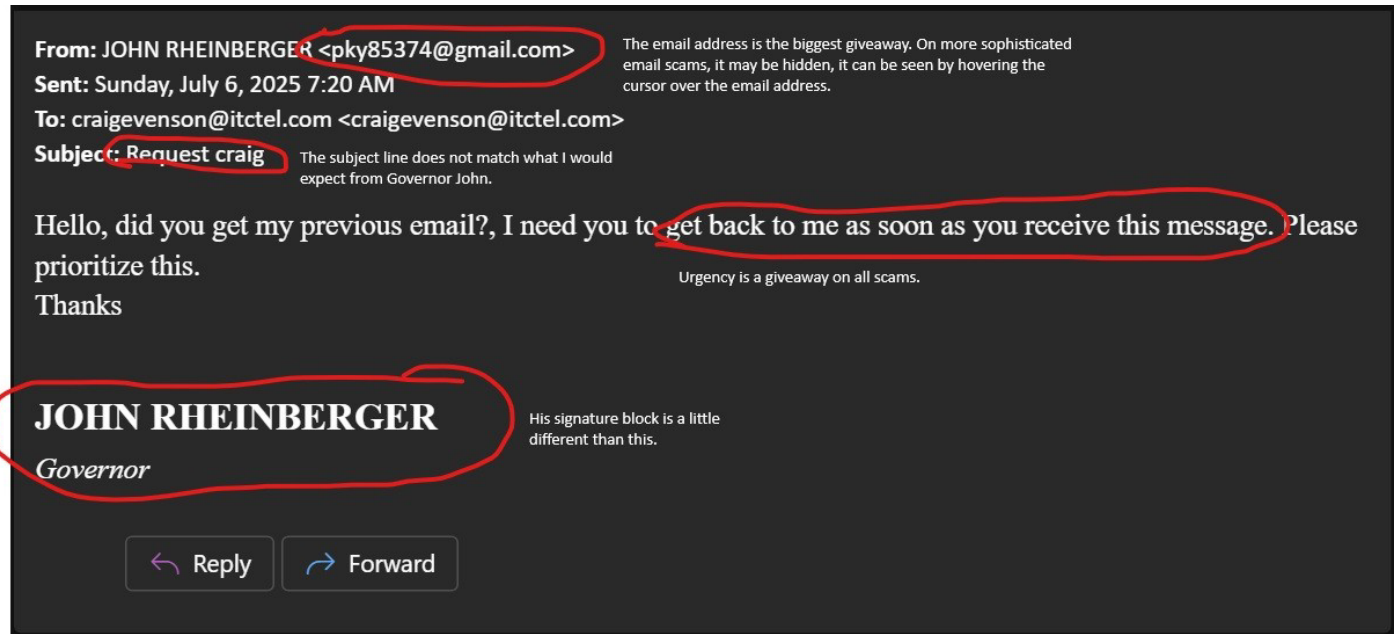 From: JOHN RHEINBERGER <pky85374@gmail.com>
The email address is the biggest giveaway. On more sophisticated
email scams, it may be hidden, it can be seen by hovering the
cursor over the email address.
Sent: Sunday, July 6, 2025 7:20 AM
To: craigevenson@itctel.com <craigevenson@itctel.com>
Subject: Request craig
The subject line does not match what I would
expect from Governor John.
Hello, did you get my previous email?, I need you to get back to me as soon as you receive this message. Please
prioritize this.
Urgency is a giveaway on all scams.
Thanks
JOHN RHEINBERGER
His signature block is a little
different than this.
Governor
Reply
Forward